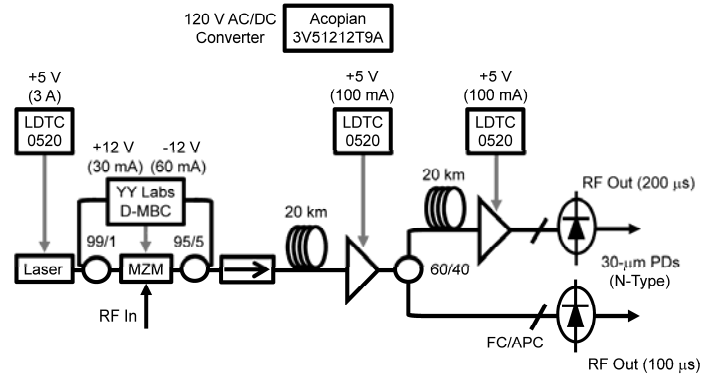 120 V AC/DC
Converter
Acopian
3V51212T9A
+5 V
(3 A)
LDTC
0520
+12 V
(30 mA)
-12 V
(60 mA)
YY Labs
D-MBC
+5 V
(100 mA)
LDTC
0520
+5 V
(100 mA)
LDTC
0520
20 km
20 km
RF Out (200 μs)
99/1
95/5
Laser
MZM
60/40
30-μm PDs
(N-Type)
RF In
FC/APC
RF Out (100 μs)